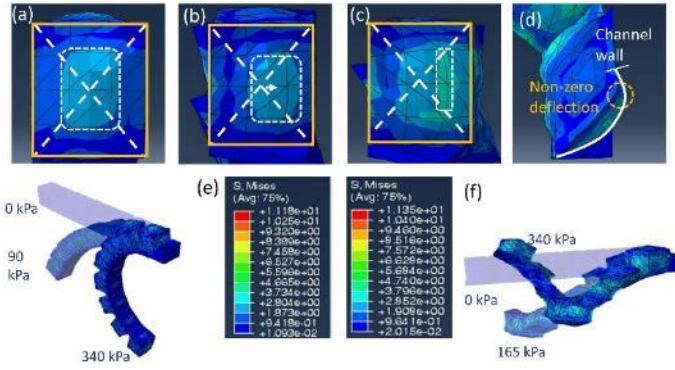 (a)
(b)
(c)
(d)
Channel
wall
Non-zero
deflection
(e)
(f)
0 kPa
90
kPa
340 kPa
S, Mises
(Avg: 75%)
+1.118e+01
+1.025e+01
+9.320e+00
+8.389e+00
+7.458e+00
+6.527e+00
+5.596e+00
+4.665e+00
+3.734e+00
+2.804e+00
+1.873e+00
+9.418e-01
+1.093e-02
S, Mises
(Avg: 75%)
+1.135e+01
+1.040e+01
+9.460e+00
+8.516e+00
+7.572e+00
+6.628e+00
+5.684e+00
+4.740e+00
+3.796e+00
+2.852e+00
+1.908e+00
+9.641e-01
+2.015e-02
340 kPa
0 kPa
165 kPa